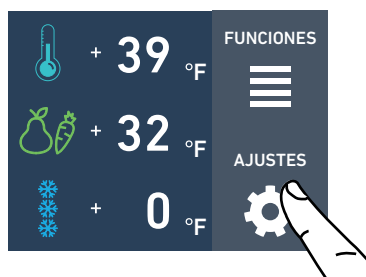 + 39 °F
FUNCIONES
+ 32 °F
AJUSTES
+ 0 °F